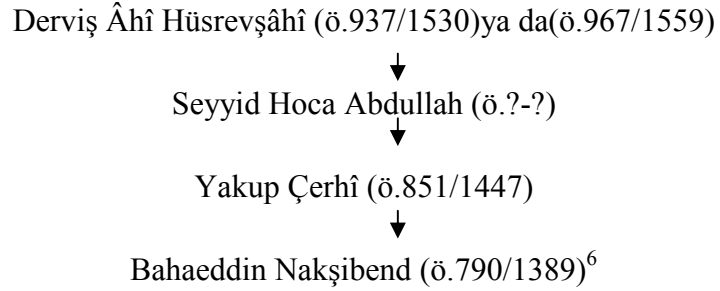 Derviş Âhî Hüsrevşâhî (ö.937/1530)ya da(ö.967/1559)
Seyyid Hoca Abdullah (ö.?-?)
Yakup Çerhî (ö.851/1447)
Bahaeddin Nakşibend (ö.790/1389)⁶